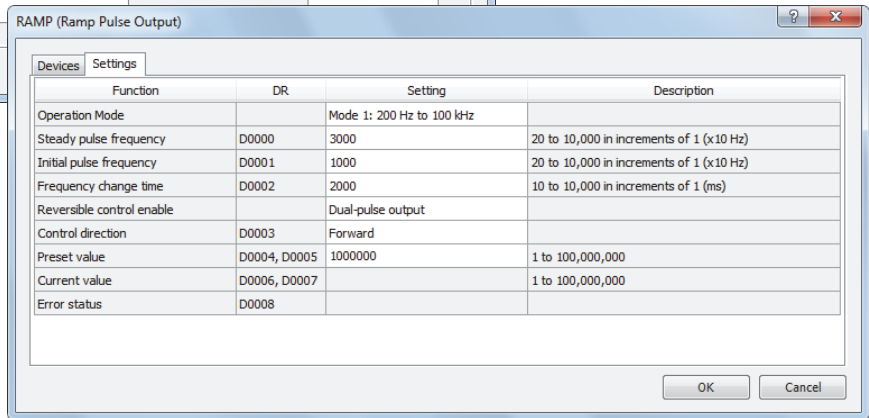 RAMP (Ramp Pulse Output)
Devices Settings
Function DR Setting Description
Operation Mode Mode 1: 200 Hz to 100 kHz
Steady pulse frequency D0000 3000 20 to 10,000 in increments of 1 (x10 Hz)
Initial pulse frequency D0001 1000 20 to 10,000 in increments of 1 (x10 Hz)
Frequency change time D0002 2000 10 to 10,000 in increments of 1 (ms)
Reversible control enable Dual-pulse output
Control direction D0003 Forward
Preset value D0004, D0005 1000000 1 to 100,000,000
Current value D0006, D0007 1 to 100,000,000
Error status D0008
OK Cancel